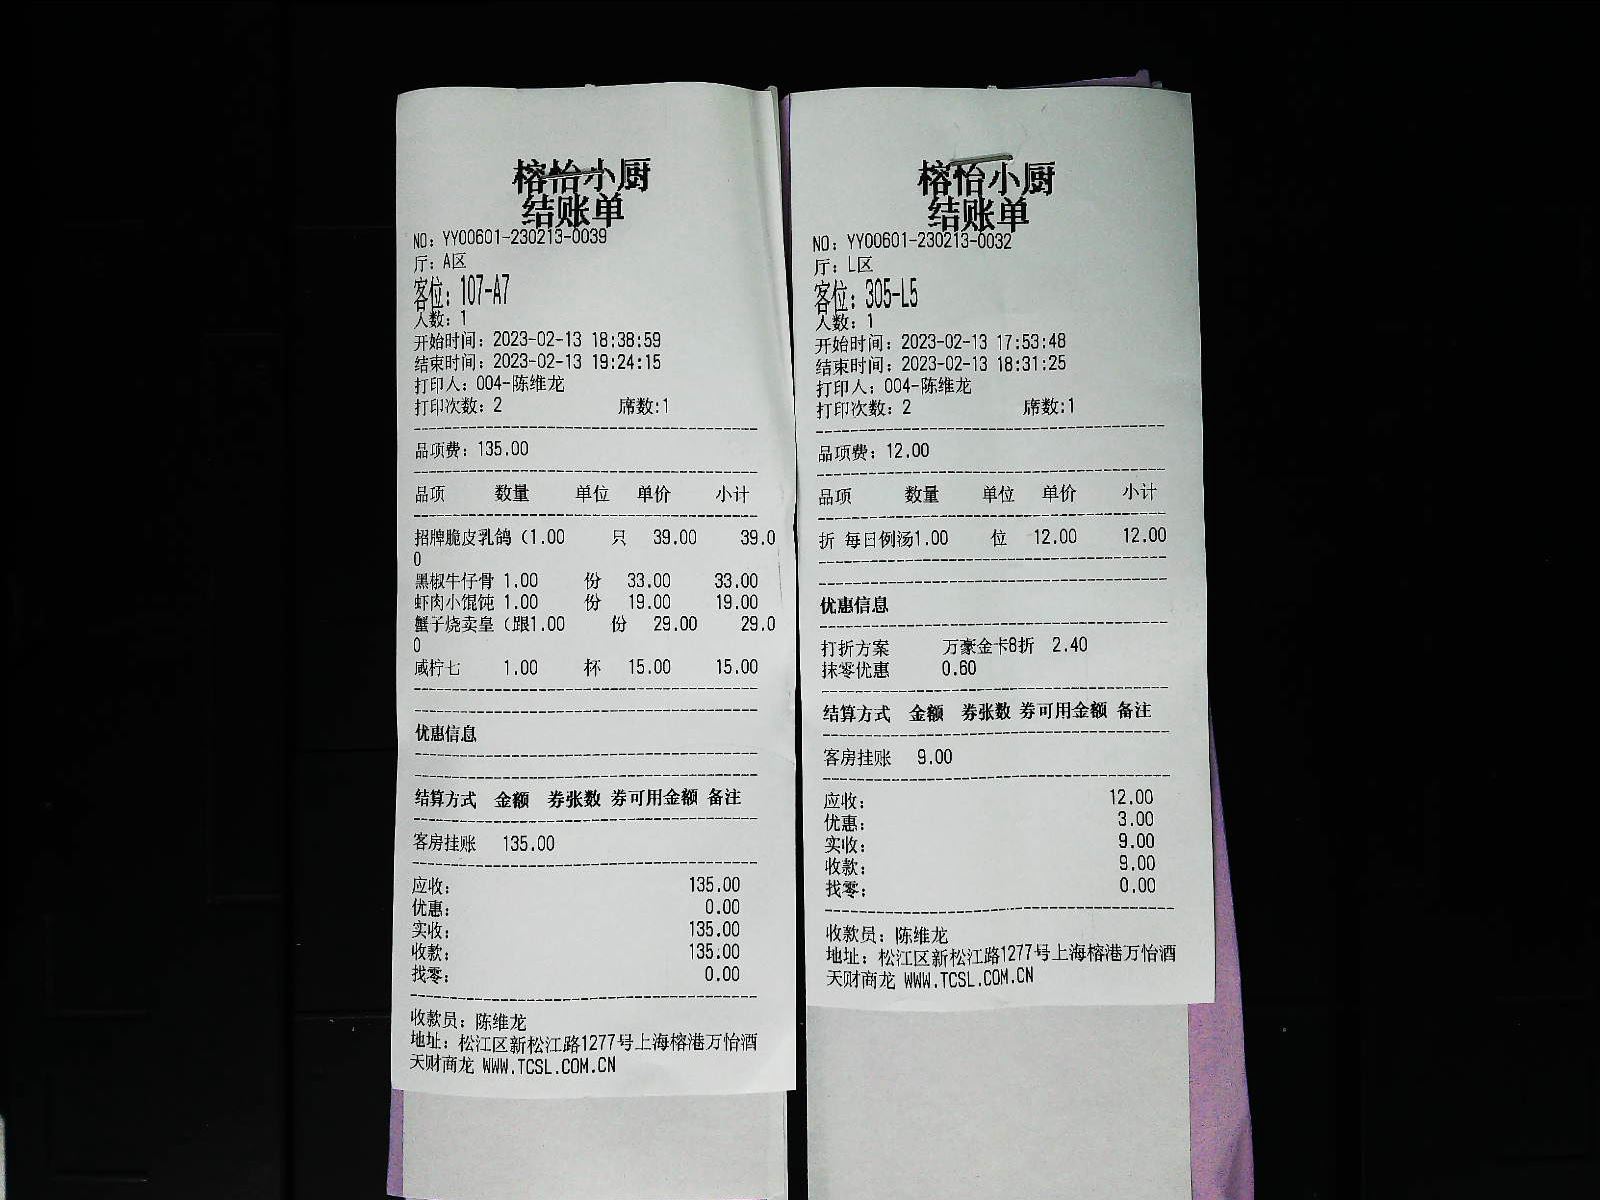 榕怡小厨
结账单
NO: YY00601-230213-0039
厅: A区
客位: 107-A7
人数: 1
开始时间: 2023-02-13 18:38:59
结束时间: 2023-02-13 19:24:15
打印人: 004-陈维龙
打印次数: 2 席数:1
品项费: 135.00
品项 数量 单位 单价 小计
招牌脆皮乳鸽（1.00 只 39.00 39.0
0
黑椒牛仔骨 1.00 份 33.00 33.00
虾肉小馄饨 1.00 份 19.00 19.00
蟹子烧卖皇（跟1.00 份 29.00 29.0
0
咸柠七 1.00 杯 15.00 15.00
优惠信息
结算方式 金额 券张数 券可用金额 备注
客房挂账 135.00
应收: 135.00
优惠: 0.00
实收: 135.00
收款: 135.00
找零: 0.00
收款员: 陈维龙
地址: 松江区新松江路1277号上海榕港万怡酒
天财商龙 WWW.TCSL.COM.CN
榕怡小厨
结账单
NO: YY00601-230213-0032
厅: L区
客位: 305-L5
人数: 1
开始时间: 2023-02-13 17:53:48
结束时间: 2023-02-13 18:31:25
打印人: 004-陈维龙
打印次数: 2 席数:1
品项费: 12.00
品项 数量 单位 单价 小计
折 每日例汤1.00 位 12.00 12.00
优惠信息
打折方案 万豪金卡8折 2.40
抹零优惠 0.60
结算方式 金额 券张数 券可用金额 备注
客房挂账 9.00
应收: 12.00
优惠: 3.00
实收: 9.00
收款: 9.00
找零: 0.00
收款员: 陈维龙
地址: 松江区新松江路1277号上海榕港万怡酒
天财商龙 WWW.TCSL.COM.CN